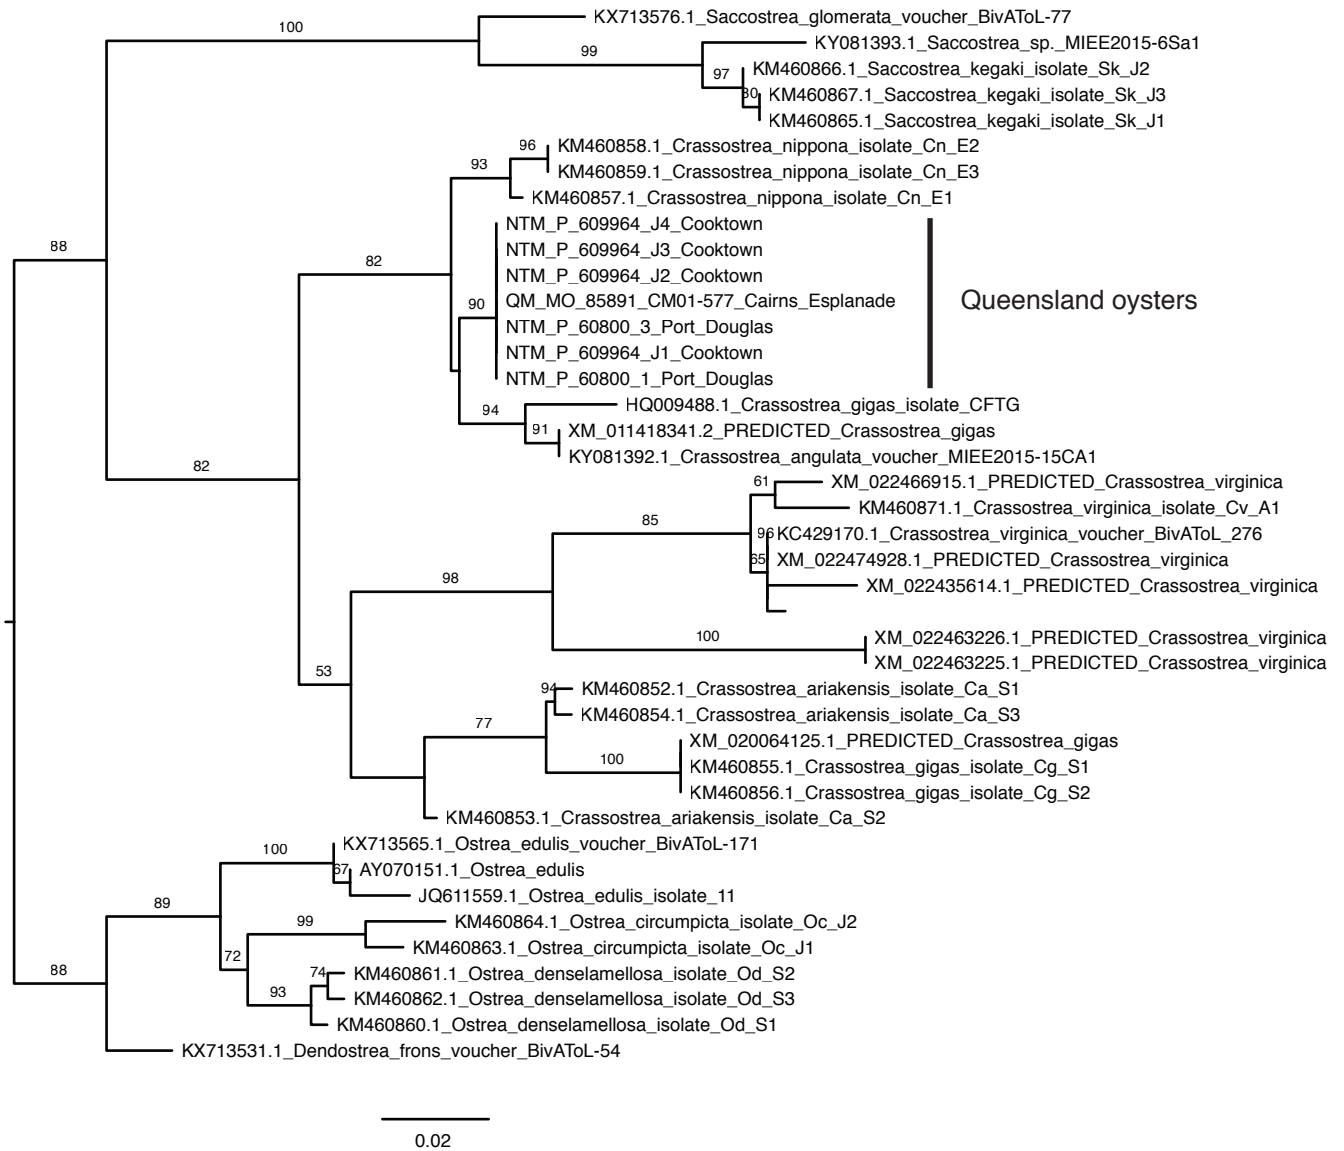 KX713576.1_Saccostrea_glomerata_voucher_BivAToL-77
100
KY081393.1_Saccostrea_sp._MIEE2015-6Sa1
99
KM460866.1_Saccostrea_kegaki_isolate_Sk_J2
97
KM460867.1_Saccostrea_kegaki_isolate_Sk_J3
80
KM460865.1_Saccostrea_kegaki_isolate_Sk_J1
96
KM460858.1_Crassostrea_nippona_isolate_Cn_E2
93
KM460859.1_Crassostrea_nippona_isolate_Cn_E3
KM460857.1_Crassostrea_nippona_isolate_Cn_E1
NTM_P_609964_J4_Cooktown
88
NTM_P_609964_J3_Cooktown
82
NTM_P_609964_J2_Cooktown
90
QM_MO_85891_CM01-577_Cairns_Esplanade
Queensland oysters
NTM_P_60800_3_Port_Douglas
NTM_P_609964_J1_Cooktown
NTM_P_60800_1_Port_Douglas
HQ009488.1_Crassostrea_gigas_isolate_CFTG
94
91
XM_011418341.2_PREDICTED_Crassostrea_gigas
KY081392.1_Crassostrea_angulata_voucher_MIEE2015-15CA1
82
61
XM_022466915.1_PREDICTED_Crassostrea_virginica
KM460871.1_Crassostrea_virginica_isolate_Cv_A1
85
96
KC429170.1_Crassostrea_virginica_voucher_BivAToL_276
65
XM_022474928.1_PREDICTED_Crassostrea_virginica
98
XM_022435614.1_PREDICTED_Crassostrea_virginica
100
XM_022463226.1_PREDICTED_Crassostrea_virginica
XM_022463225.1_PREDICTED_Crassostrea_virginica
53
94
KM460852.1_Crassostrea_ariakensis_isolate_Ca_S1
KM460854.1_Crassostrea_ariakensis_isolate_Ca_S3
77
XM_020064125.1_PREDICTED_Crassostrea_gigas
100
KM460855.1_Crassostrea_gigas_isolate_Cg_S1
KM460856.1_Crassostrea_gigas_isolate_Cg_S2
KM460853.1_Crassostrea_ariakensis_isolate_Ca_S2
100
KX713565.1_Ostrea_edulis_voucher_BivAToL-171
67
AY070151.1_Ostrea_edulis
JQ611559.1_Ostrea_edulis_isolate_11
89
99
KM460864.1_Ostrea_circumpicta_isolate_Oc_J2
KM460863.1_Ostrea_circumpicta_isolate_Oc_J1
72
88
74
KM460861.1_Ostrea_denselamellosa_isolate_Od_S2
93
KM460862.1_Ostrea_denselamellosa_isolate_Od_S3
KM460860.1_Ostrea_denselamellosa_isolate_Od_S1
KX713531.1_Dendostrea_frons_voucher_BivAToL-54
0.02